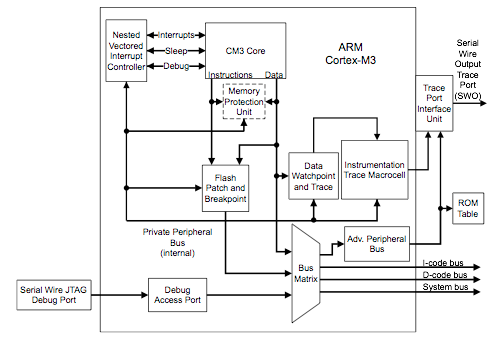 Nested
Vectored
Interrupt
Controller
Interrupts
Sleep
Debug
CM3 Core
Instructions Data
ARM
Cortex-M3
Serial
Wire
Output
Trace
Port
(SWO)
Memory
Protection
Unit
Trace
Port
Interface
Unit
Flash
Patch and
Breakpoint
Data
Watchpoint
and Trace
Instrumentation
Trace Macrocell
ROM
Table
Private Peripheral
Bus
(internal)
Adv. Peripheral
Bus
Bus
Matrix
I-code bus
D-code bus
System bus
Serial Wire JTAG
Debug Port
Debug
Access Port